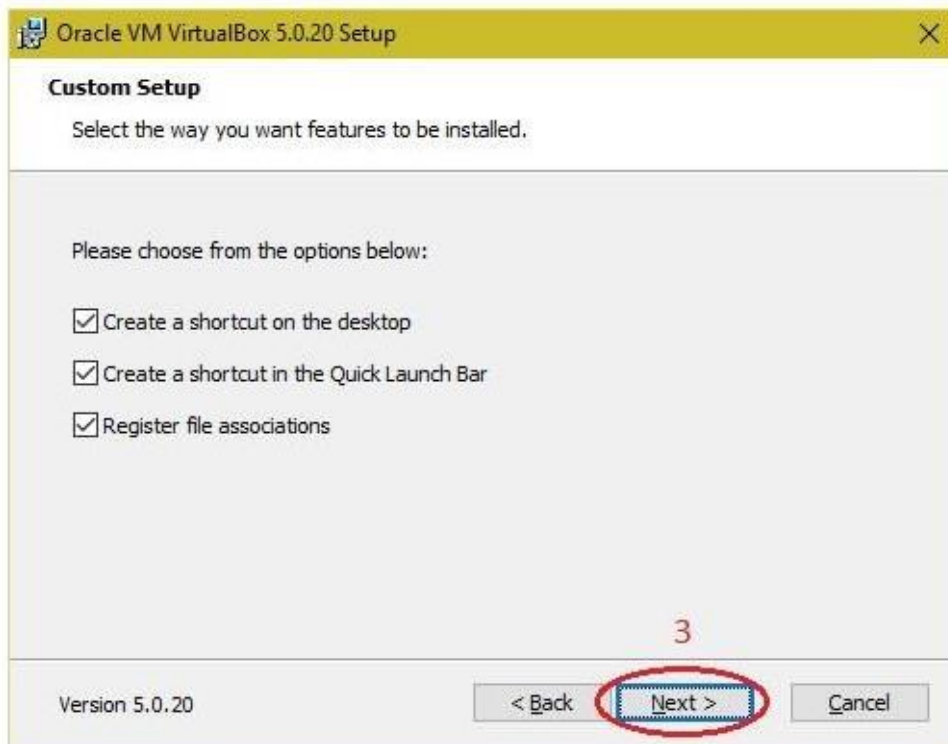 Oracle VM VirtualBox 5.0.20 Setup
Custom Setup
Select the way you want features to be installed.
Please choose from the options below:
Create a shortcut on the desktop
Create a shortcut in the Quick Launch Bar
Register file associations
3
Version 5.0.20
< Back
Next >
Cancel